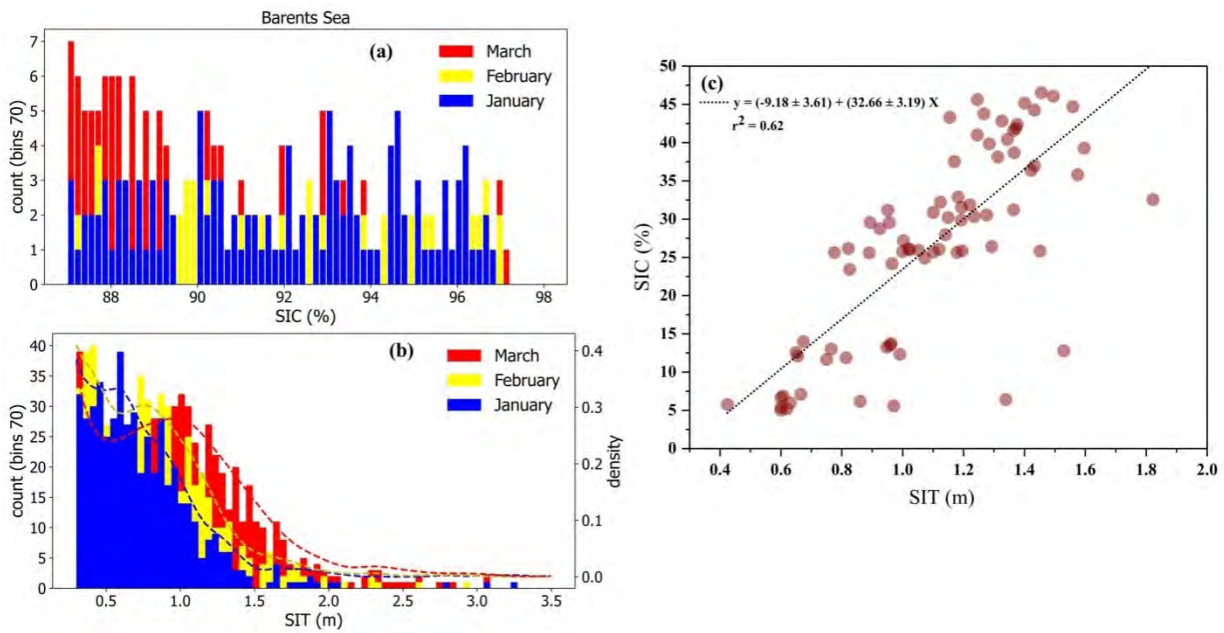 Barents Sea
(a)
March
February
January
count (bins 70)
7
6
5
4
3
2
1
0
88
90
92
94
96
98
SIC (%)
(b)
March
February
January
count (bins 70)
40
35
30
25
20
15
10
5
0
0.5
1.0
1.5
2.0
2.5
3.0
3.5
SIT (m)
0.4
0.3
0.2
0.1
0.0
density
(c)
y = (-9.18 ± 3.61) + (32.66 ± 3.19) X
r2 = 0.62
SIC (%)
50
45
40
35
30
25
20
15
10
5
0
0.4
0.6
0.8
1.0
1.2
1.4
1.6
1.8
2.0
SIT (m)